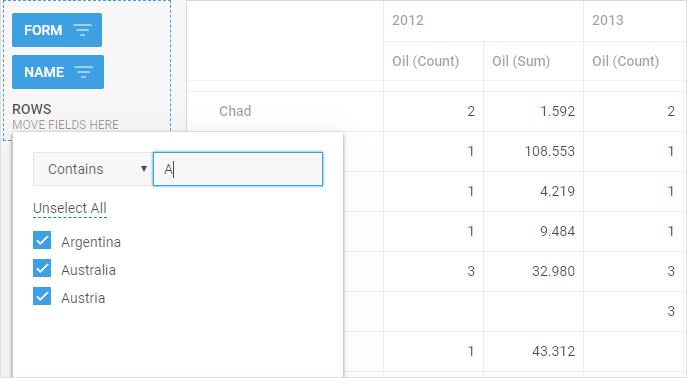 FORM
NAME
ROWS
MOVE FIELDS HERE
Contains ▼ A
Unselect All
Argentina
Australia
Austria
2012 2013
Oil (Count) Oil (Sum) Oil (Count)
Chad 2 1.592 2
1 108.553 1
1 4.219 1
1 9.484 1
3 32.980 3
3
1 43.312